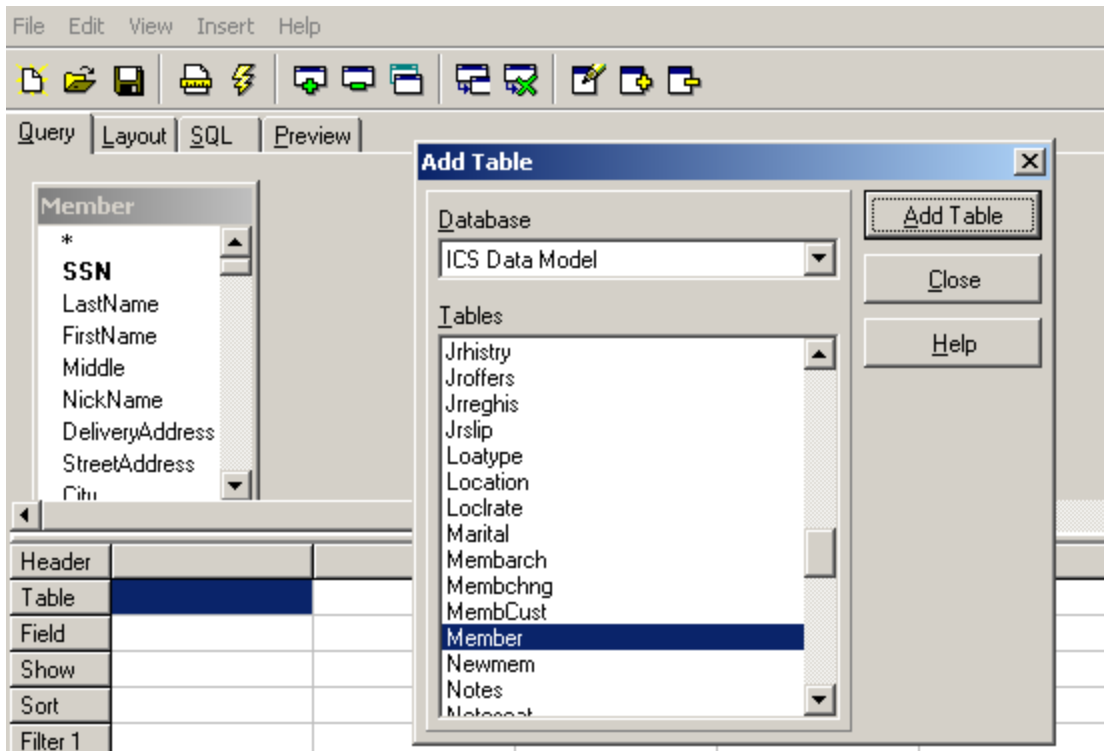 File Edit View Insert Help
Query Layout SQL Preview
Member
*
SSN
LastName
FirstName
Middle
NickName
DeliveryAddress
StreetAddress
City
Header
Table
Field
Show
Sort
Filter 1
Add Table
Database
ICS Data Model
Tables
Jrhistry
Jroffers
Jrreghis
Jrslip
Loatype
Location
Loclrate
Marital
Membarch
Membchng
MembCust
Member
Newmem
Notes
Add Table
Close
Help